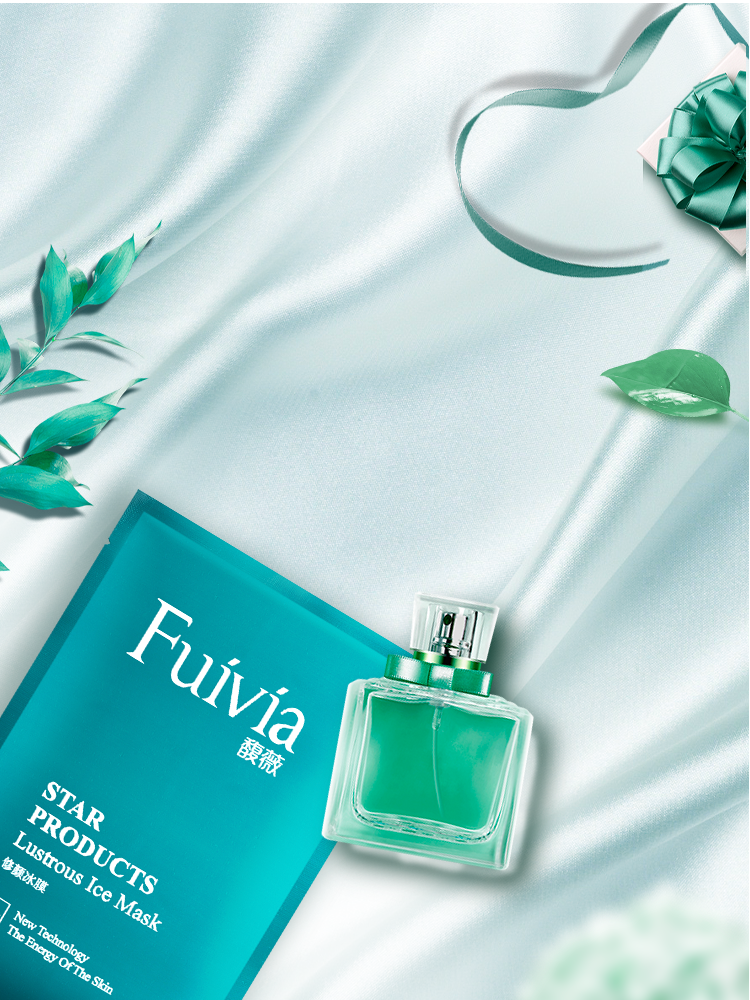 Fuívía
馥薇
STAR
PRODUCTS
Lustrous Ice Mask
修颜冰膜
New Technology
The Energy Of The Skin